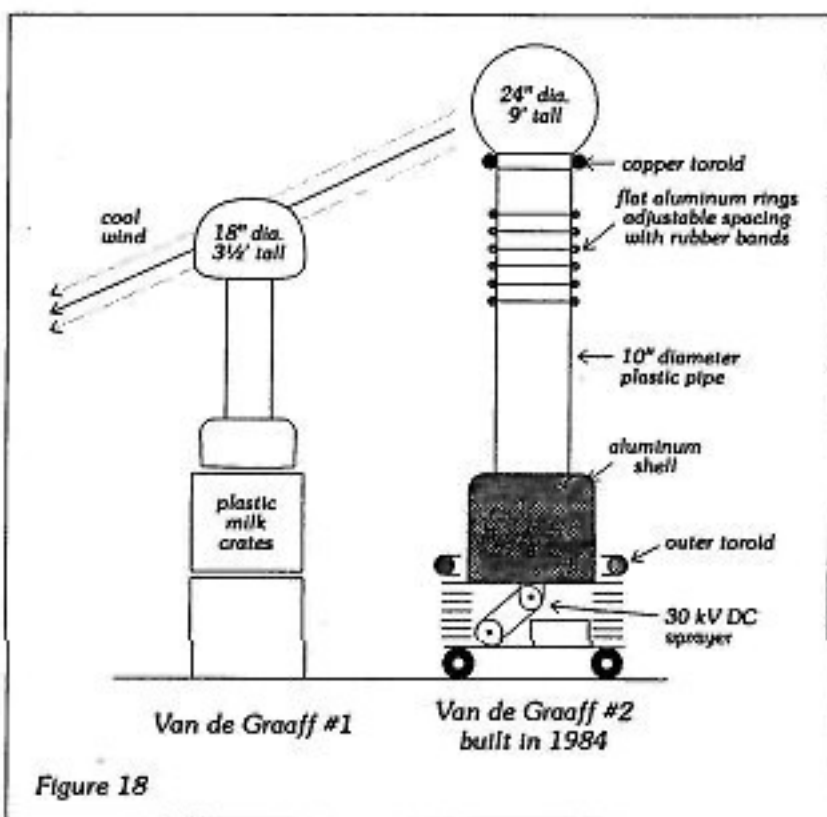 24" dia.
9' tall
copper toroid
flat aluminum rings
adjustable spacing
with rubber bands
cool
wind
18" dia.
3½' tall
10" diameter
plastic pipe
aluminum
shell
plastic
milk
crates
outer toroid
30 kV DC
sprayer
Van de Graaff #1
Van de Graaff #2
built in 1984
Figure 18